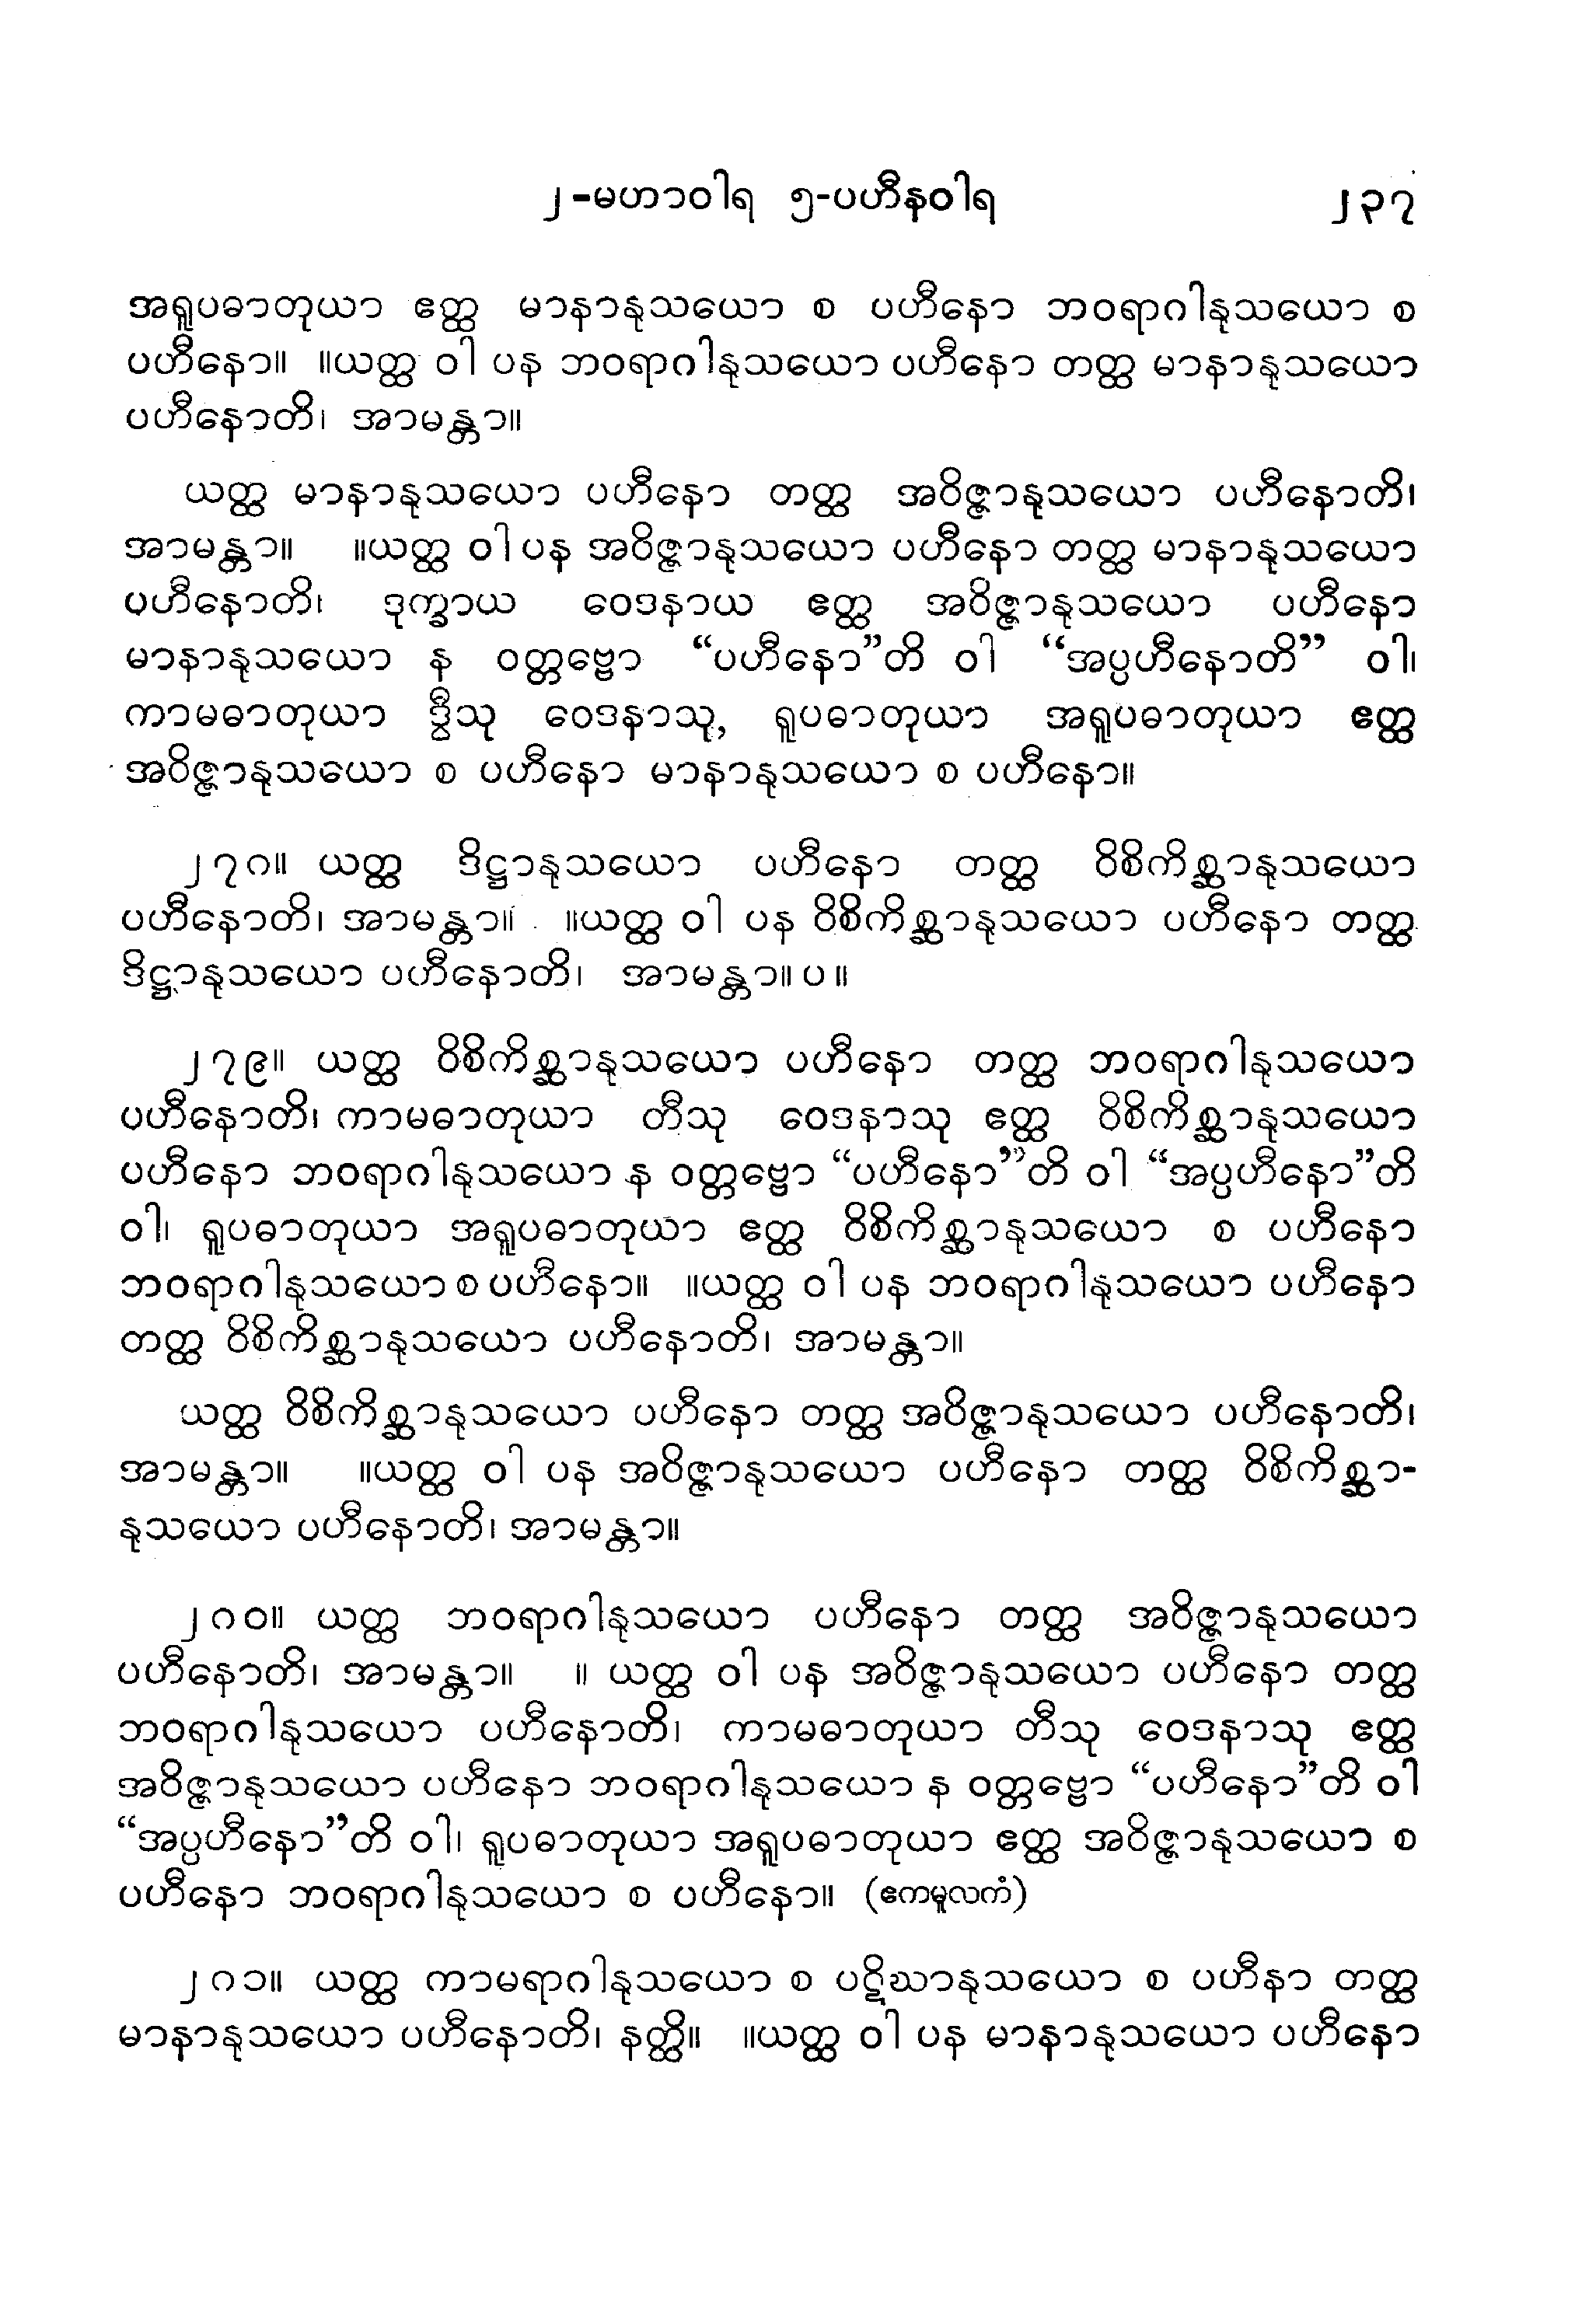 ၂-မဟာဝါရ ၅-ပဟီနဝါရ ၂၃၇
အရူပဓာတုယာ ဧတ္ထ မာနာနုသယော စ ပဟီနော ဘဝရာဂါနုသယော စ
ပဟီနော။ ။ယတ္ထ ဝါ ပန ဘဝရာဂါနုသယော ပဟီနော တတ္ထ မာနာနုသယော
ပဟီနောတိ၊ အာမန္တာ။
ယတ္ထ မာနာနုသယော ပဟီနော တတ္ထ အဝိဇ္ဇာနုသယော ပဟီနောတိ၊
အာမန္တာ။ ။ယတ္ထ ဝါ ပန အဝိဇ္ဇာနုသယော ပဟီနော တတ္ထ မာနာနုသယော
ပဟီနောတိ၊ ဒုက္ခာယ ဝေဒနာယ ဧတ္ထ အဝိဇ္ဇာနုသယော ပဟီနော
မာနာနုသယော န ဝတ္တဗ္ဗော “ပဟီနော”တိ ဝါ “အပ္ပဟီနောတိ” ဝါ၊
ကာမဓာတုယာ ဒွီသု ဝေဒနာသု, ရူပဓာတုယာ အရူပဓာတုယာ ဧတ္ထ
အဝိဇ္ဇာနုသယော စ ပဟီနော မာနာနုသယော စ ပဟီနော။
၂၇၈။ ယတ္ထ ဒိဋ္ဌာနုသယော ပဟီနော တတ္ထ ဝိစိကိစ္ဆာနုသယော
ပဟီနောတိ၊ အာမန္တာ။ ။ယတ္ထ ဝါ ပန ဝိစိကိစ္ဆာနုသယော ပဟီနော တတ္ထ
ဒိဋ္ဌာနုသယော ပဟီနောတိ၊ အာမန္တာ။ ပ ။
၂၇၉။ ယတ္ထ ဝိစိကိစ္ဆာနုသယော ပဟီနော တတ္ထ ဘဝရာဂါနုသယော
ပဟီနောတိ၊ ကာမဓာတုယာ တီသု ဝေဒနာသု ဧတ္ထ ဝိစိကိစ္ဆာနုသယော
ပဟီနော ဘဝရာဂါနုသယော န ဝတ္တဗ္ဗော “ပဟီနော”တိ ဝါ “အပ္ပဟီနော”တိ
ဝါ၊ ရူပဓာတုယာ အရူပဓာတုယာ ဧတ္ထ ဝိစိကိစ္ဆာနုသယော စ ပဟီနော
ဘဝရာဂါနုသယော စ ပဟီနော။ ။ယတ္ထ ဝါ ပန ဘဝရာဂါနုသယော ပဟီနော
တတ္ထ ဝိစိကိစ္ဆာနုသယော ပဟီနောတိ၊ အာမန္တာ။
ယတ္ထ ဝိစိကိစ္ဆာနုသယော ပဟီနော တတ္ထ အဝိဇ္ဇာနုသယော ပဟီနောတိ၊
အာမန္တာ။ ။ယတ္ထ ဝါ ပန အဝိဇ္ဇာနုသယော ပဟီနော တတ္ထ ဝိစိကိစ္ဆာ-
နုသယော ပဟီနောတိ၊ အာမန္တာ။
၂၈၀။ ယတ္ထ ဘဝရာဂါနုသယော ပဟီနော တတ္ထ အဝိဇ္ဇာနုသယော
ပဟီနောတိ၊ အာမန္တာ။ ။ ယတ္ထ ဝါ ပန အဝိဇ္ဇာနုသယော ပဟီနော တတ္ထ
ဘဝရာဂါနုသယော ပဟီနောတိ၊ ကာမဓာတုယာ တီသု ဝေဒနာသု ဧတ္ထ
အဝိဇ္ဇာနုသယော ပဟီနော ဘဝရာဂါနုသယော န ဝတ္တဗ္ဗော “ပဟီနော”တိ ဝါ
“အပ္ပဟီနော”တိ ဝါ၊ ရူပဓာတုယာ အရူပဓာတုယာ ဧတ္ထ အဝိဇ္ဇာနုသယော စ
ပဟီနော ဘဝရာဂါနုသယော စ ပဟီနော။ (ဧကမူလကံ)
၂၈၁။ ယတ္ထ ကာမရာဂါနုသယော စ ပဋိဃာနုသယော စ ပဟီနာ တတ္ထ
မာနာနုသယော ပဟီနောတိ၊ နတ္ထိ။ ။ယတ္ထ ဝါ ပန မာနာနုသယော ပဟီနော